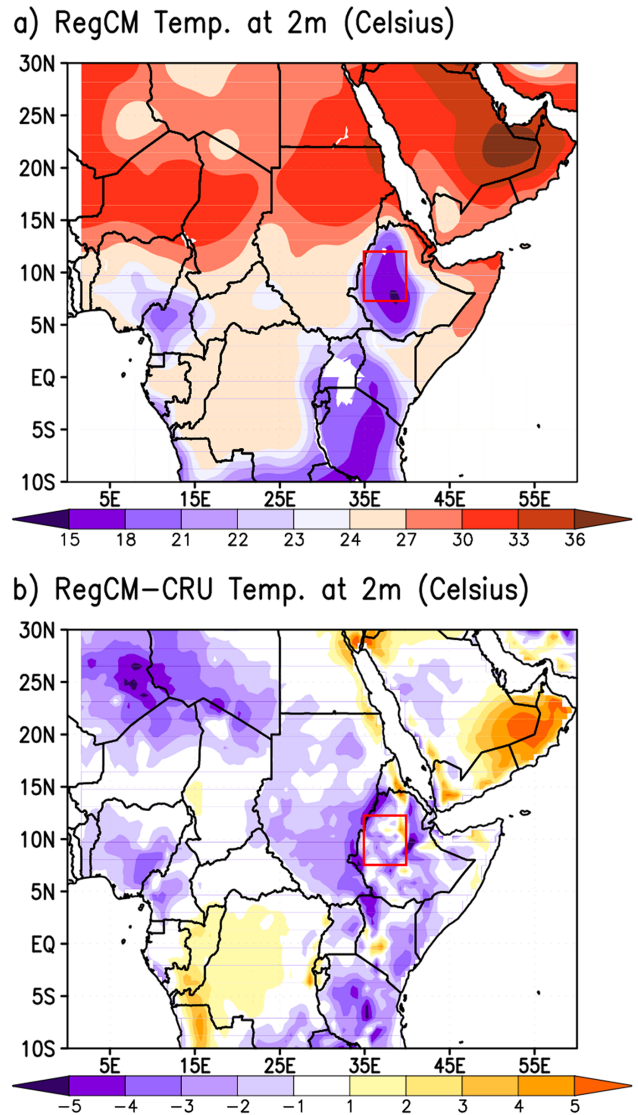 a) RegCM Temp. at 2m (Celsius)
30N
25N
20N
15N
10N
5N
EQ
5S
10S
5E 15E 25E 35E 45E 55E
15 18 21 22 23 24 27 30 33 36
b) RegCM−CRU Temp. at 2m (Celsius)
30N
25N
20N
15N
10N
5N
EQ
5S
10S
5E 15E 25E 35E 45E 55E
−5 −4 −3 −2 −1 1 2 3 4 5